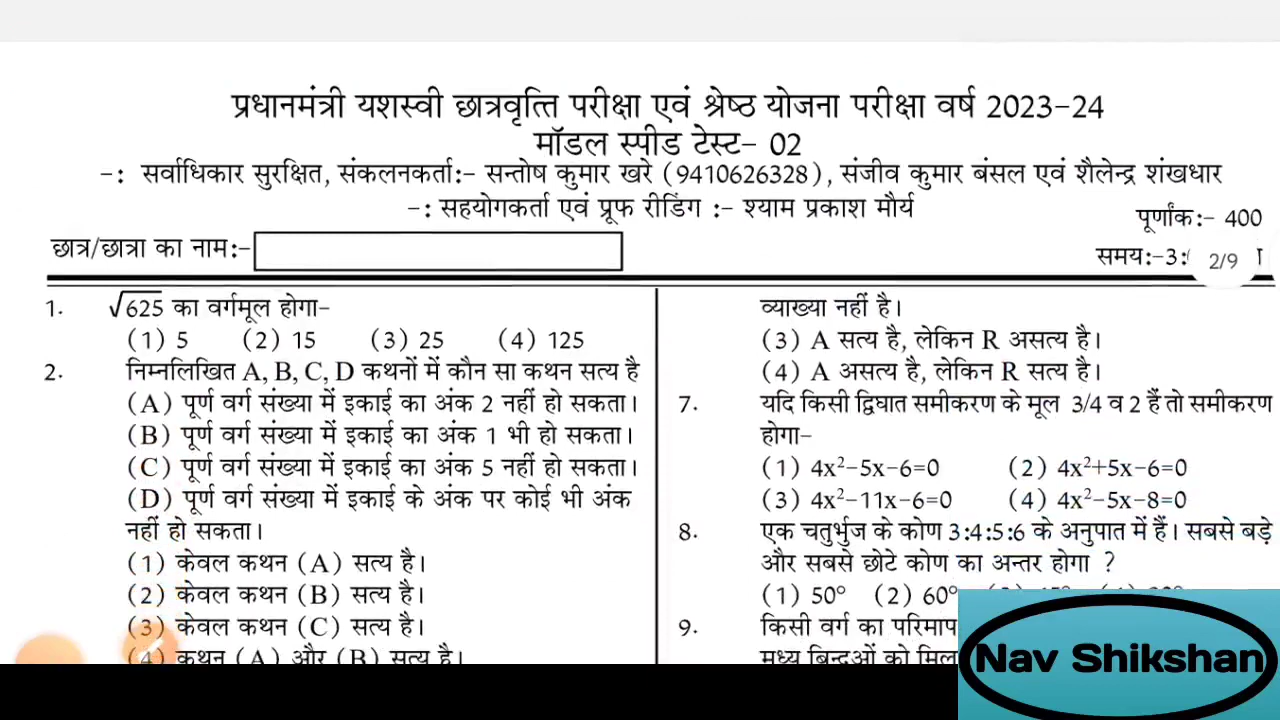 प्रधानमंत्री यशस्वी छात्रवृत्ति परीक्षा एवं श्रेष्ठ योजना परीक्षा वर्ष 2023-24
मॉडल स्पीड टेस्ट- 02
-: सर्वाधिकार सुरक्षित, संकलनकर्ता:- सन्तोष कुमार खरे (9410626328), संजीव कुमार बंसल एवं शैलेन्द्र शंखधार
-: सहयोगकर्ता एवं प्रूफ रीडिंग :- श्याम प्रकाश मौर्य
पूर्णांक:- 400
छात्र/छात्रा का नाम:-
समय:-3:
2/9
1. √625 का वर्गमूल होगा-
(1) 5 (2) 15 (3) 25 (4) 125
2. निम्नलिखित A, B, C, D कथनों में कौन सा कथन सत्य है
(A) पूर्ण वर्ग संख्या में इकाई का अंक 2 नहीं हो सकता।
(B) पूर्ण वर्ग संख्या में इकाई का अंक 1 भी हो सकता।
(C) पूर्ण वर्ग संख्या में इकाई का अंक 5 नहीं हो सकता।
(D) पूर्ण वर्ग संख्या में इकाई के अंक पर कोई भी अंक
नहीं हो सकता।
(1) केवल कथन (A) सत्य है।
(2) केवल कथन (B) सत्य है।
(3) केवल कथन (C) सत्य है।
(4) कथन (A) और (B) सत्य है।
व्याख्या नहीं है।
(3) A सत्य है, लेकिन R असत्य है।
(4) A असत्य है, लेकिन R सत्य है।
7. यदि किसी द्विघात समीकरण के मूल 3/4 व 2 हैं तो समीकरण
होगा-
(1) 4x²-5x-6=0 (2) 4x²+5x-6=0
(3) 4x²-11x-6=0 (4) 4x²-5x-8=0
8. एक चतुर्भुज के कोण 3:4:5:6 के अनुपात में हैं। सबसे बड़े
और सबसे छोटे कोण का अन्तर होगा ?
(1) 50° (2) 60°
9. किसी वर्ग का परिमाप
मध्य बिन्दुओं को मिल
Nav Shikshan